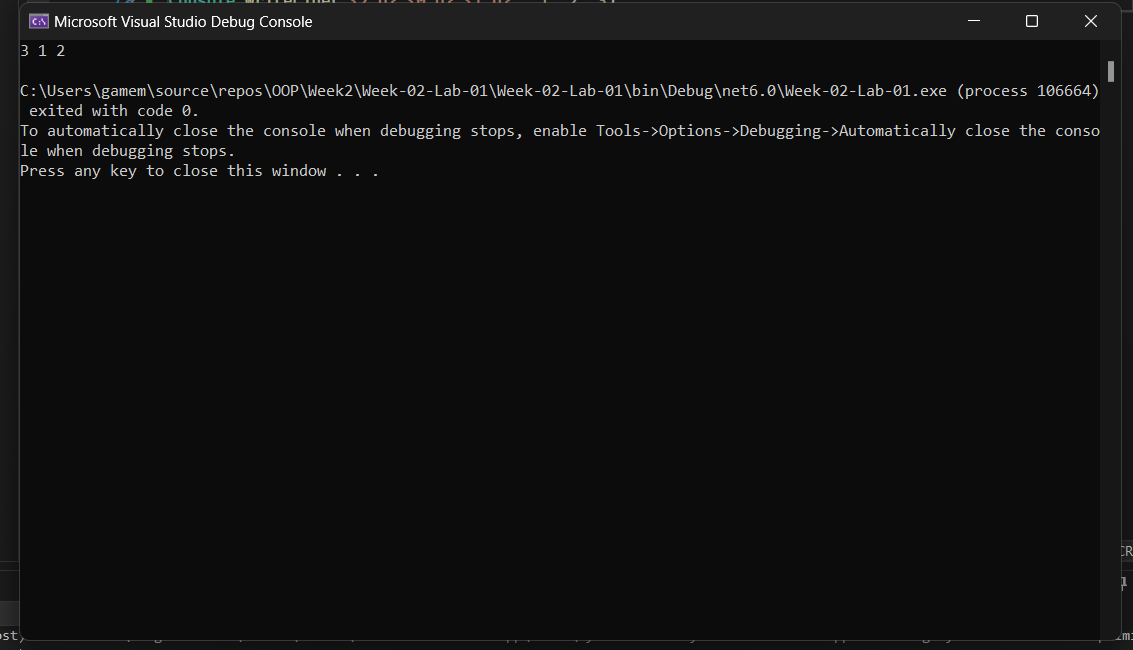 Microsoft Visual Studio Debug Console
3 1 2
C:\Users\gamem\source\repos\OOP\Week2\Week-02-Lab-01\Week-02-Lab-01\bin\Debug\net6.0\Week-02-Lab-01.exe (process 106664)
 exited with code 0.
To automatically close the console when debugging stops, enable Tools->Options->Debugging->Automatically close the conso
le when debugging stops.
Press any key to close this window . . .